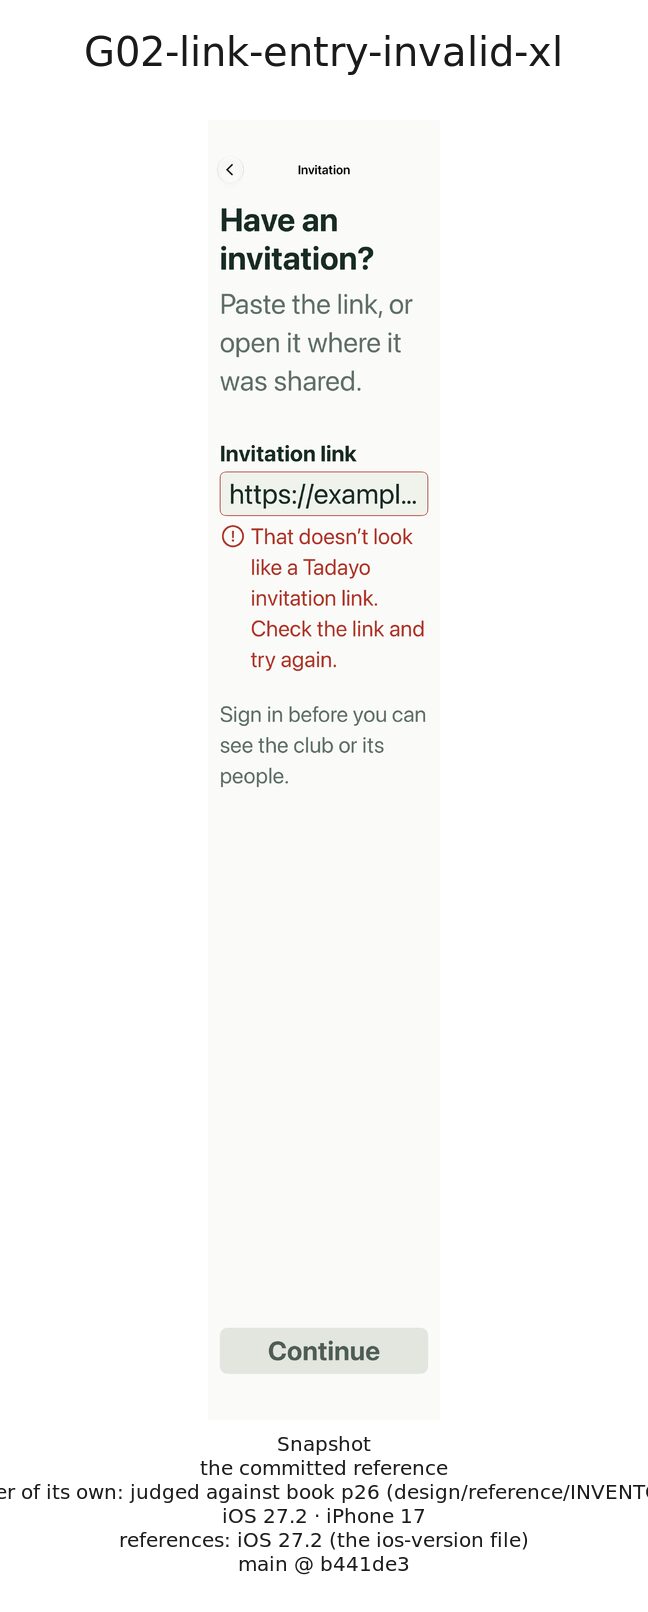 G02-link-entry-invalid-xl
Invitation
Have an
invitation?
Paste the link, or
open it where it
was shared.
Invitation link
https://exampl…
That doesn’t look
like a Tadayo
invitation link.
Check the link and
try again.
Sign in before you can
see the club or its
people.
Continue
Snapshot
the committed reference
of its own: judged against book p26 (design/reference/
iOS 27.2 · iPhone 17
references: iOS 27.2 (the ios-version file)
main @ b441de3